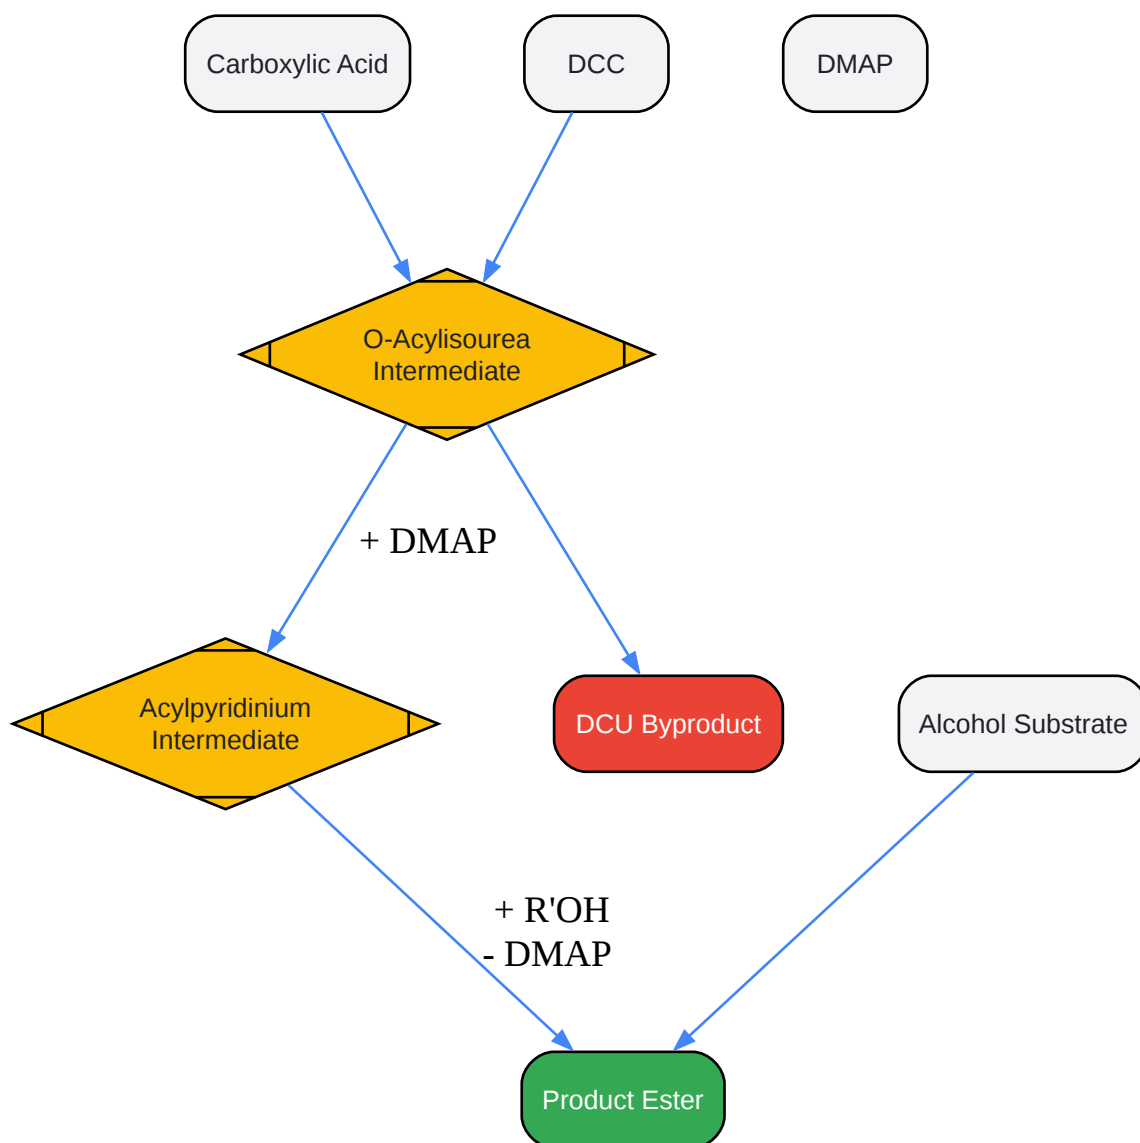 Carboxylic Acid
DCC
DMAP
O-Acylisourea
Intermediate
+ DMAP
Acylpyridinium
Intermediate
DCU Byproduct
Alcohol Substrate
+ R'OH
- DMAP
Product Ester